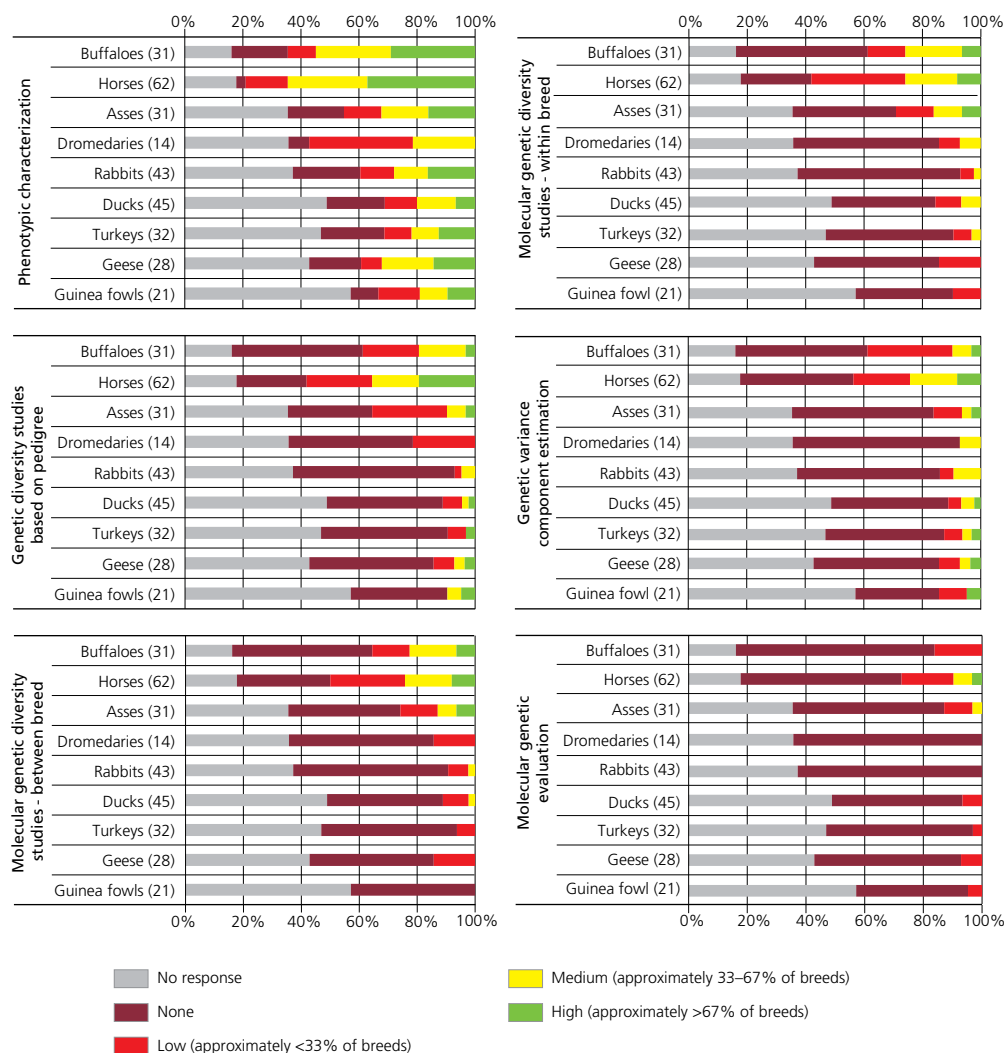 0% 20% 40% 60% 80% 100%
Phenotypic characterization
Buffaloes (31)
Horses (62)
Asses (31)
Dromedaries (14)
Rabbits (43)
Ducks (45)
Turkeys (32)
Geese (28)
Guinea fowls (21)
Genetic diversity studies
based on pedigree
Buffaloes (31)
Horses (62)
Asses (31)
Dromedaries (14)
Rabbits (43)
Ducks (45)
Turkeys (32)
Geese (28)
Guinea fowls (21)
Molecular genetic diversity
studies - between breed
Buffaloes (31)
Horses (62)
Asses (31)
Dromedaries (14)
Rabbits (43)
Ducks (45)
Turkeys (32)
Geese (28)
Guinea fowls (21)
0% 20% 40% 60% 80% 100%
0% 20% 40% 60% 80% 100%
Molecular genetic diversity
studies - within breed
Buffaloes (31)
Horses (62)
Asses (31)
Dromedaries (14)
Rabbits (43)
Ducks (45)
Turkeys (32)
Geese (28)
Guinea fowl (21)
Genetic variance
component estimation
Buffaloes (31)
Horses (62)
Asses (31)
Dromedaries (14)
Rabbits (43)
Ducks (45)
Turkeys (32)
Geese (28)
Guinea fowl (21)
Molecular genetic
evaluation
Buffaloes (31)
Horses (62)
Asses (31)
Dromedaries (14)
Rabbits (43)
Ducks (45)
Turkeys (32)
Geese (28)
Guinea fowl (21)
0% 20% 40% 60% 80% 100%
No response
None
Low (approximately <33% of breeds)
Medium (approximately 33–67% of breeds)
High (approximately >67% of breeds)